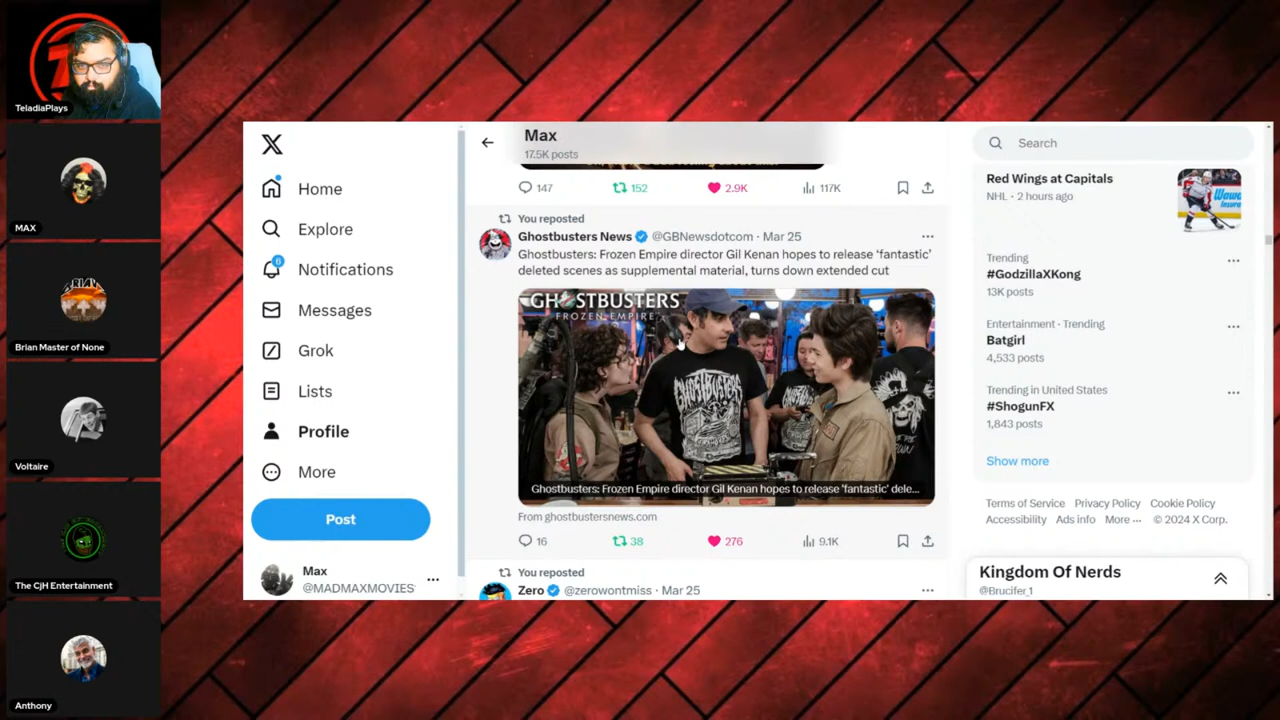 TeladiaPlays
MAX
Brian Master of None
Voltaire
The CJH Entertainment
Anthony
Home
Explore
6
Notifications
Messages
Grok
Lists
Profile
More
Post
Max
@MADMAXMOVIES
Max
17.5K posts
147
152
2.9K
117K
You reposted
Ghostbusters News @GBNewsdotcom · Mar 25
Ghostbusters: Frozen Empire director Gil Kenan hopes to release ‘fantastic’
deleted scenes as supplemental material, turns down extended cut
GHOSTBUSTERS
FROZEN EMPIRE
GHOSTBUSTERS
Ghostbusters: Frozen Empire director Gil Kenan hopes to release 'fantastic' dele...
From ghostbustersnews.com
16
38
276
9.1K
You reposted
Zero @zerowontmiss · Mar 25
Search
Red Wings at Capitals
NHL · 2 hours ago
Trending
#GodzillaXKong
13K posts
Entertainment · Trending
Batgirl
4,533 posts
Trending in United States
#ShogunFX
1,843 posts
Show more
Terms of Service Privacy Policy Cookie Policy
Accessibility Ads info More ··· © 2024 X Corp.
Kingdom Of Nerds
@Brucifer_1